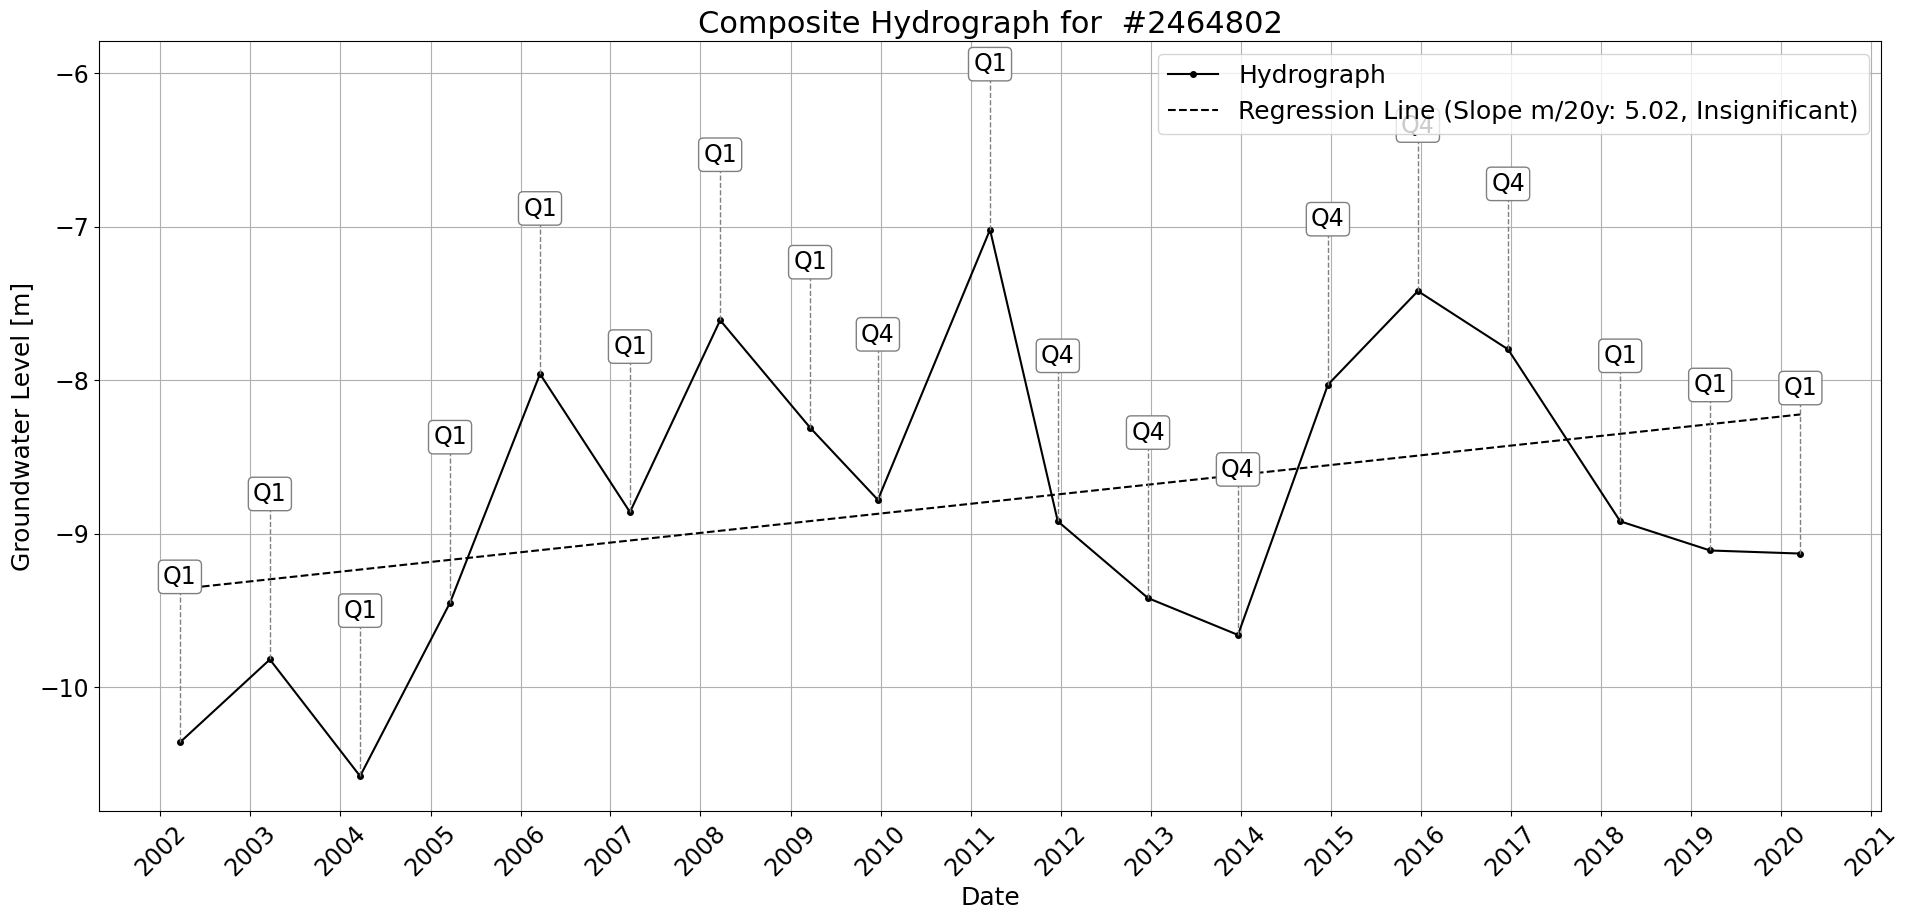 Composite Hydrograph for  #2464802
Hydrograph
Regression Line (Slope m/20y: 5.02, Insignificant)
Groundwater Level [m]
−6
−7
−8
−9
−10
Q1
Q1
Q1
Q1
Q1
Q1
Q1
Q1
Q4
Q1
Q4
Q4
Q4
Q4
Q4
Q4
Q1
Q1
Q1
2002
2003
2004
2005
2006
2007
2008
2009
2010
2011
2012
2013
2014
2015
2016
2017
2018
2019
2020
2021
Date